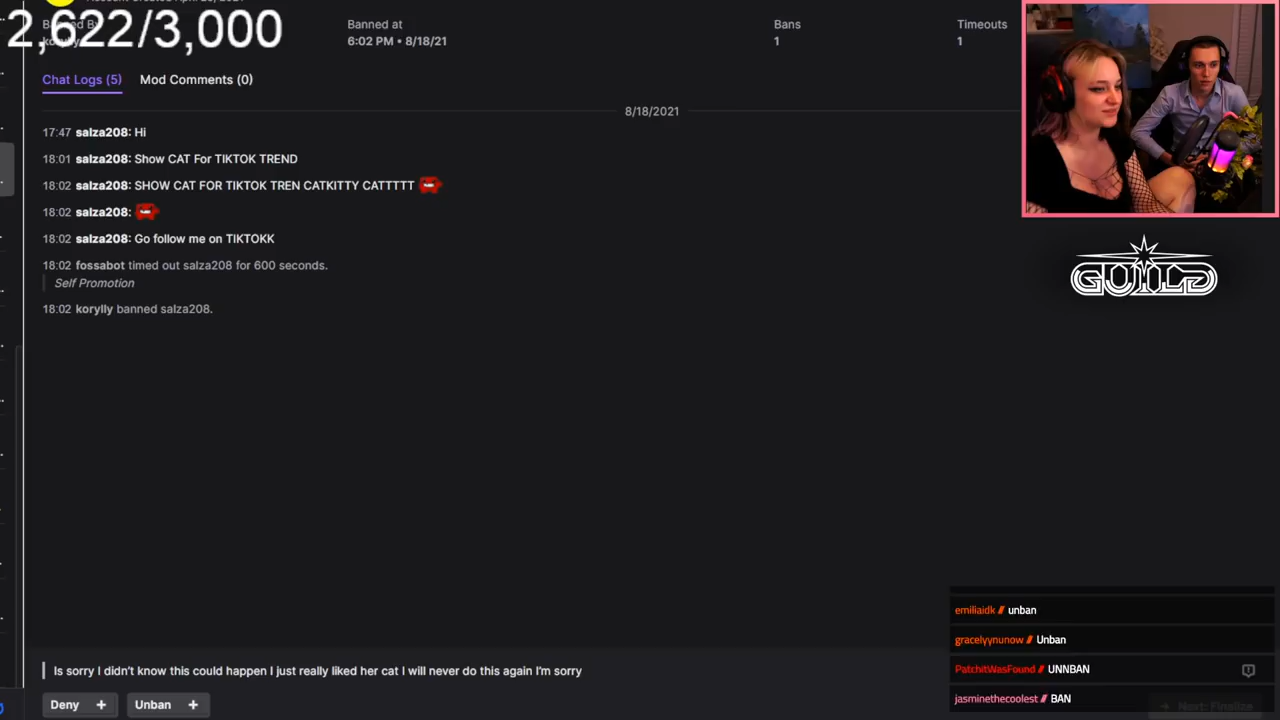 2,622/3,000
Banned at
6:02 PM • 8/18/21
Bans
1
Timeouts
1
Chat Logs (5) Mod Comments (0)
8/18/2021
17:47 salza208: Hi
18:01 salza208: Show CAT For TIKTOK TREND
18:02 salza208: SHOW CAT FOR TIKTOK TREN CATKITTY CATTTTT
18:02 salza208:
18:02 salza208: Go follow me on TIKTOKK
18:02 fossabot timed out salza208 for 600 seconds.
Self Promotion
18:02 korylly banned salza208.
GUILD
emiliaidk // unban
gracelyynunow // Unban
PatchitWasFound // UNNBAN
jasminethecoolest // BAN
Is sorry I didn't know this could happen I just really liked her cat I will never do this again I'm sorry
Deny + Unban +
Next: Finalize